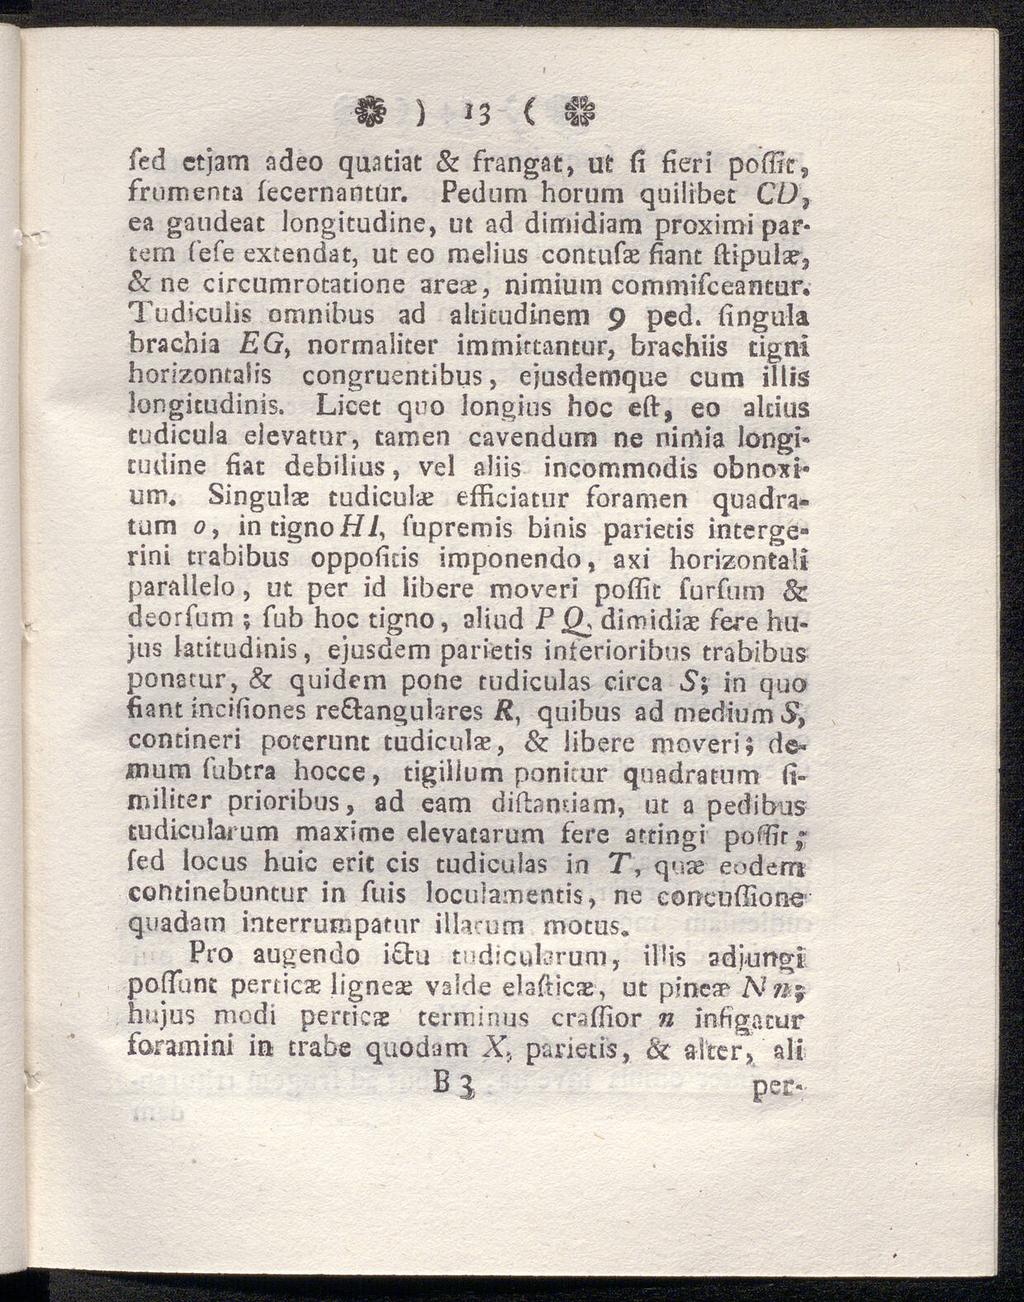 ❁ ) 13 ( ❁
ſed etjam adeo quatiat & frangat, ut ſi fieri poſſit,
frumenta ſecernantur. Pedum horum quilibet CD,
ea gaudeat longitudine, ut ad dimidiam proximi par-
tem ſeſe extendat, ut eo melius contuſæ fiant ſtipulæ,
& ne circumrotatione areæ, nimium commiſceantur.
Tudiculis omnibus ad altitudinem 9 ped. ſingula
brachia EG, normaliter immittantur, brachiis tigni
horizontalis congruentibus, ejusdemque cum illis
longitudinis. Licet quo longius hoc eſt, eo altius
tudicula elevatur, tamen cavendum ne nimia longi-
tudine fiat debilius, vel aliis incommodis obnoxi-
um. Singulæ tudiculæ efficiatur foramen quadra-
tum o, in tigno HI, ſupremis binis parietis interge-
rini trabibus oppoſitis imponendo, axi horizontali
parallelo, ut per id libere moveri poſſit ſurſum &
deorſum; ſub hoc tigno, aliud P Q, dimidiæ fere hu-
jus latitudinis, ejusdem parietis inferioribus trabibus
ponatur, & quidem pone tudiculas circa S; in quo
fiant inciſiones rectangulares R, quibus ad medium S,
contineri poterunt tudiculæ, & libere moveri; de-
mum ſubtra hocce, tigillum ponitur quadratum ſi-
militer prioribus, ad eam diſtantiam, ut a pedibus
tudicularum maxime elevatarum fere attingi poſſit;
ſed locus huic erit cis tudiculas in T, quæ eodem
continebuntur in ſuis loculamentis, ne concuſſione
quadam interrumpatur illarum motus.
Pro augendo ictu tudicularum, illis adjungi
poſſunt perticæ ligneæ valde elaſticæ, ut pineæ N n;
hujus modi perticæ terminus craſſior n infigatur
foramini in trabe quodam X, parietis, & alter, ali
B 3 per-